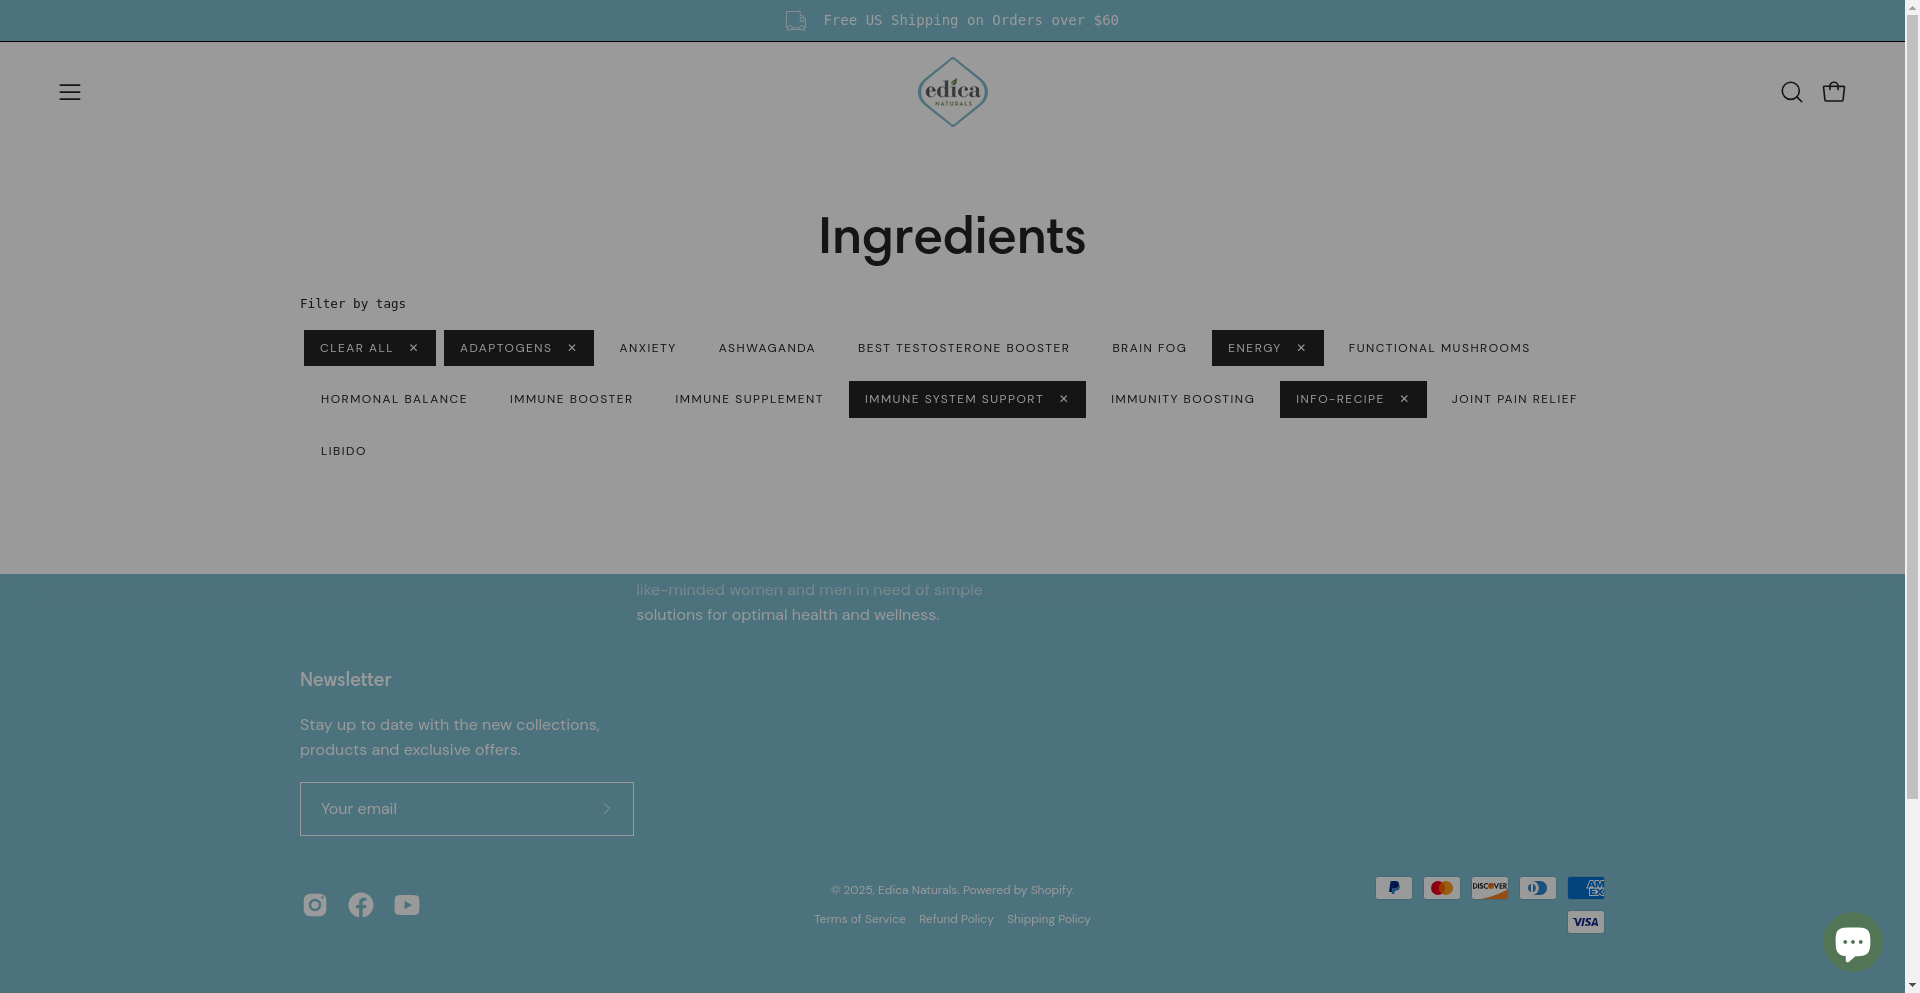 Free US Shipping on Orders over $60
edica
NATURALS
Ingredients
Filter by tags
CLEAR ALL ✕ ADAPTOGENS ✕ ANXIETY ASHWAGANDA BEST TESTOSTERONE BOOSTER BRAIN FOG ENERGY ✕ FUNCTIONAL MUSHROOMS
HORMONAL BALANCE IMMUNE BOOSTER IMMUNE SUPPLEMENT IMMUNE SYSTEM SUPPORT ✕ IMMUNITY BOOSTING INFO-RECIPE ✕ JOINT PAIN RELIEF
LIBIDO
like-minded women and men in need of simple
solutions for optimal health and wellness.
Newsletter
Stay up to date with the new collections,
products and exclusive offers.
Your email
© 2025, Edica Naturals. Powered by Shopify.
Terms of Service Refund Policy Shipping Policy
DISCOVER
AM
EX
VISA